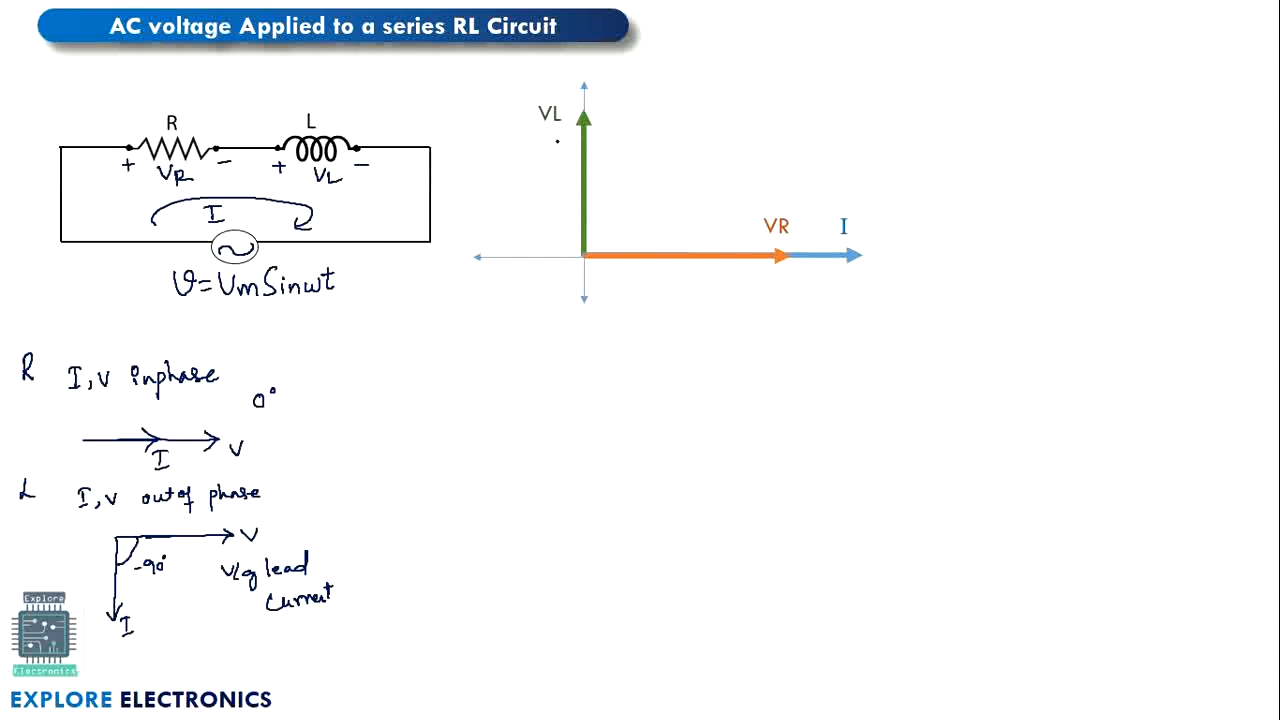 AC voltage Applied to a series RL Circuit
R
L
+ VR -
+ VL -
I
v=VmSinωt
VL
VR
I
R I,V inphase
0°
I V
L I,V out of phase
V
-90°
Vlg lead
Current
I
Explore
Electronics
EXPLORE ELECTRONICS